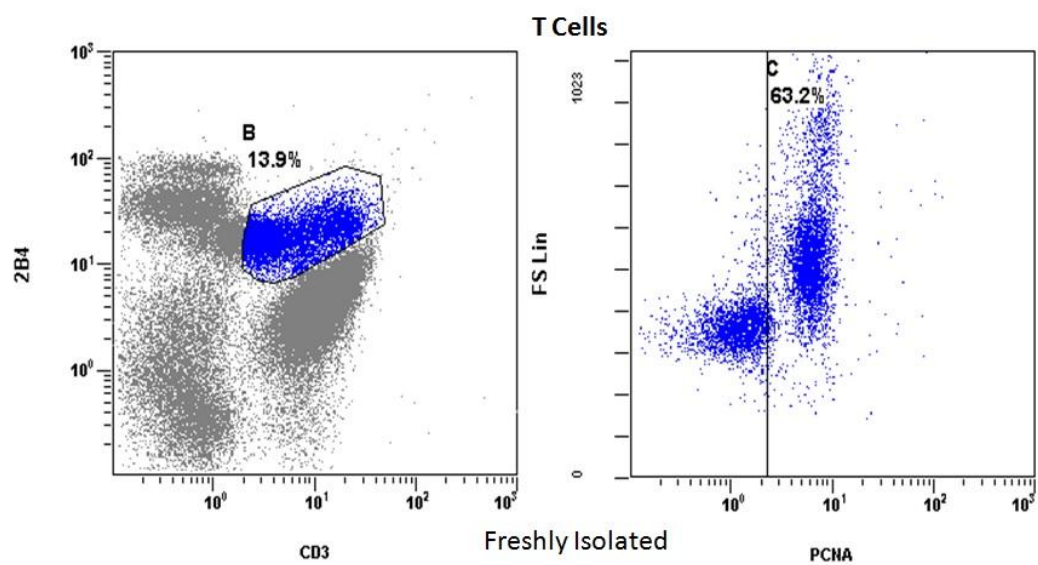 T Cells
10³
10²
10¹
10⁰
2B4
B
13.9%
10⁰ 10¹ 10² 10³
CD3
1023
0
FS Lin
C
63.2%
10⁰ 10¹ 10² 10³
PCNA
Freshly Isolated